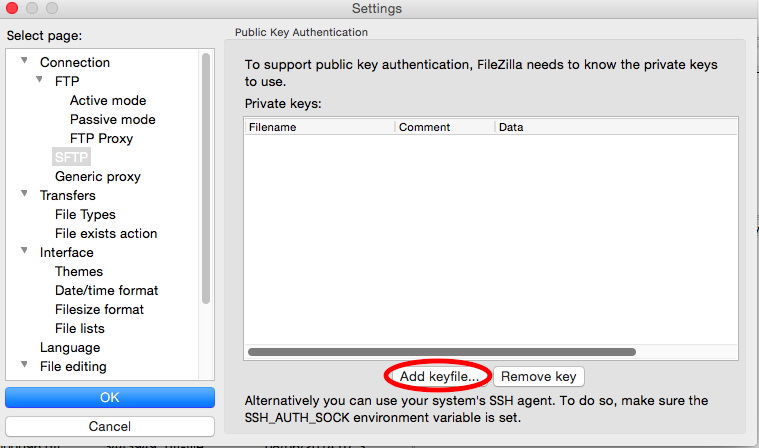 Settings
Select page:
Connection
FTP
Active mode
Passive mode
FTP Proxy
SFTP
Generic proxy
Transfers
File Types
File exists action
Interface
Themes
Date/time format
Filesize format
File lists
Language
File editing
OK
Cancel
Public Key Authentication
To support public key authentication, FileZilla needs to know the private keys
to use.
Private keys:
Filename Comment Data
Add keyfile... Remove key
Alternatively you can use your system's SSH agent. To do so, make sure the
SSH_AUTH_SOCK environment variable is set.